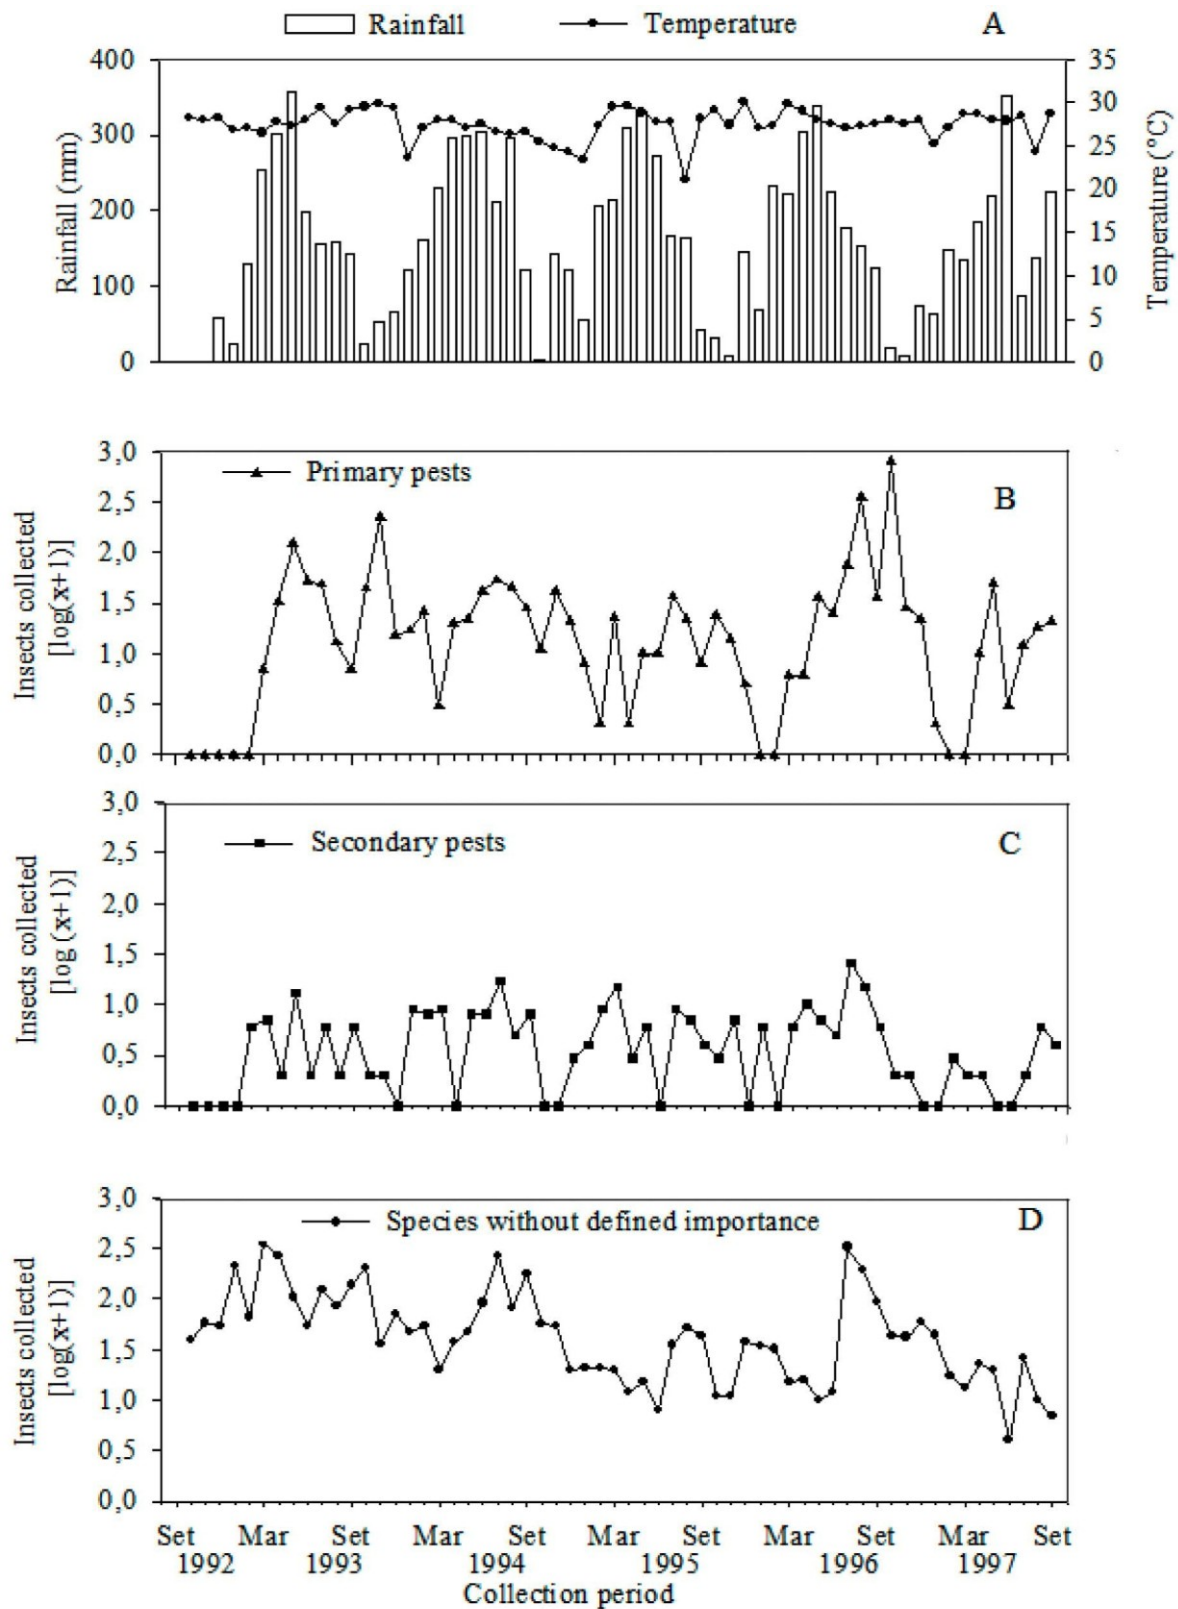 Rainfall Temperature A
400 35
30
300 25
20
200 15
10
100 5
0 0
Rainfall (mm)
Temperature (°C)
3,0
Primary pests
B
2,5
2,0
1,5
1,0
0,5
0,0
Insects collected
[log(x+1)]
3,0
Secondary pests
C
2,5
2,0
1,5
1,0
0,5
0,0
Insects collected
[log (x+1)]
3,0
Species without defined importance D
2,5
2,0
1,5
1,0
0,5
0,0
Insects collected
[log(x+1)]
Set Mar Set Mar Set Mar Set Mar Set Mar Set
1992 1993 1994 1995 1996 1997
Collection period